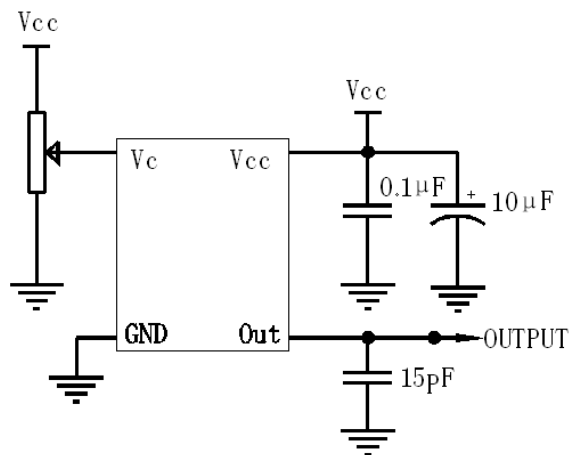 Vcc
Vcc
Vc
Vcc
0.1μF
+
10μF
GND
Out
OUTPUT
15pF